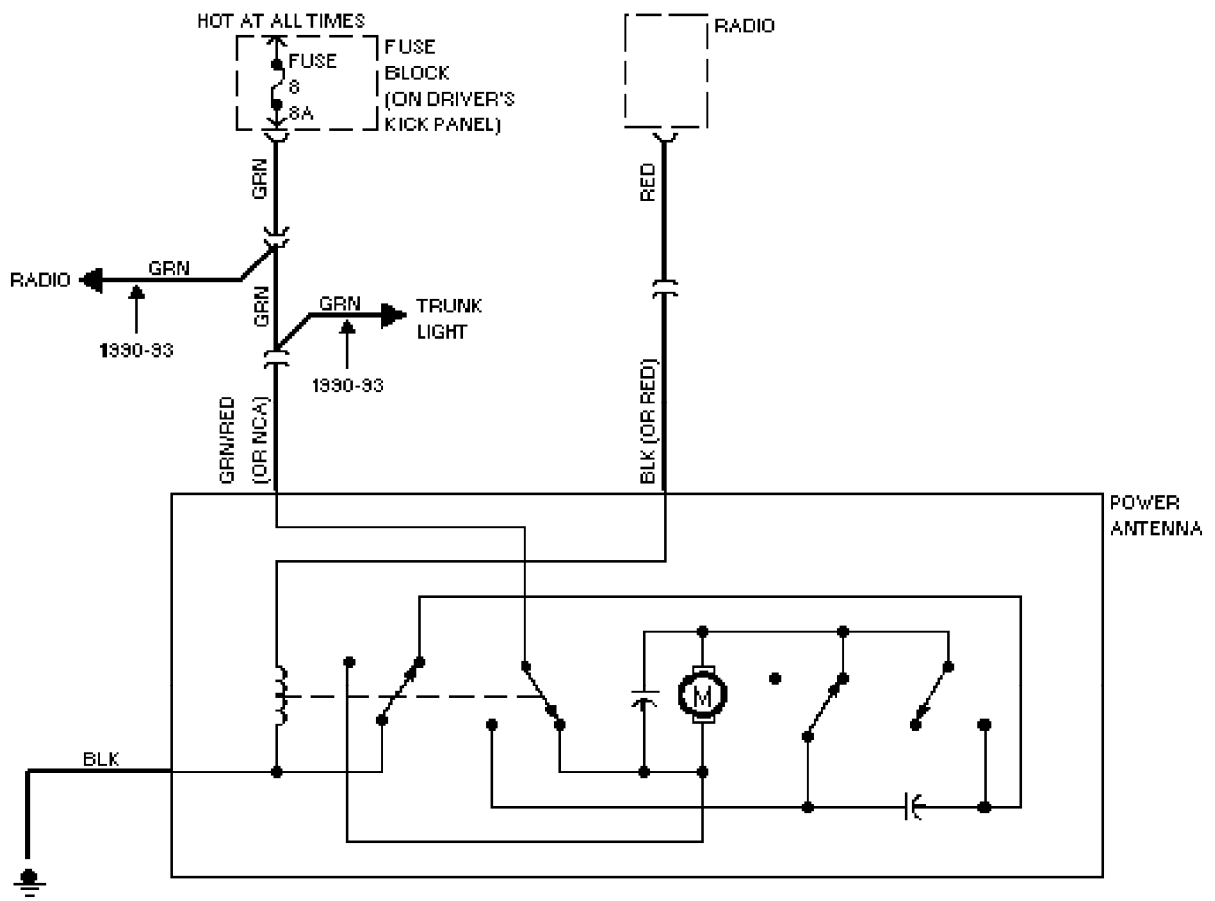 HOT AT ALL TIMES
FUSE
8
8A
FUSE
BLOCK
(ON DRIVER'S
KICK PANEL)
RADIO
GRN
RED
RADIO
GRN
GRN
GRN
TRUNK
LIGHT
1990-93
1990-93
GRN/RED
(OR NCA)
BLK (OR RED)
POWER
ANTENNA
M
BLK